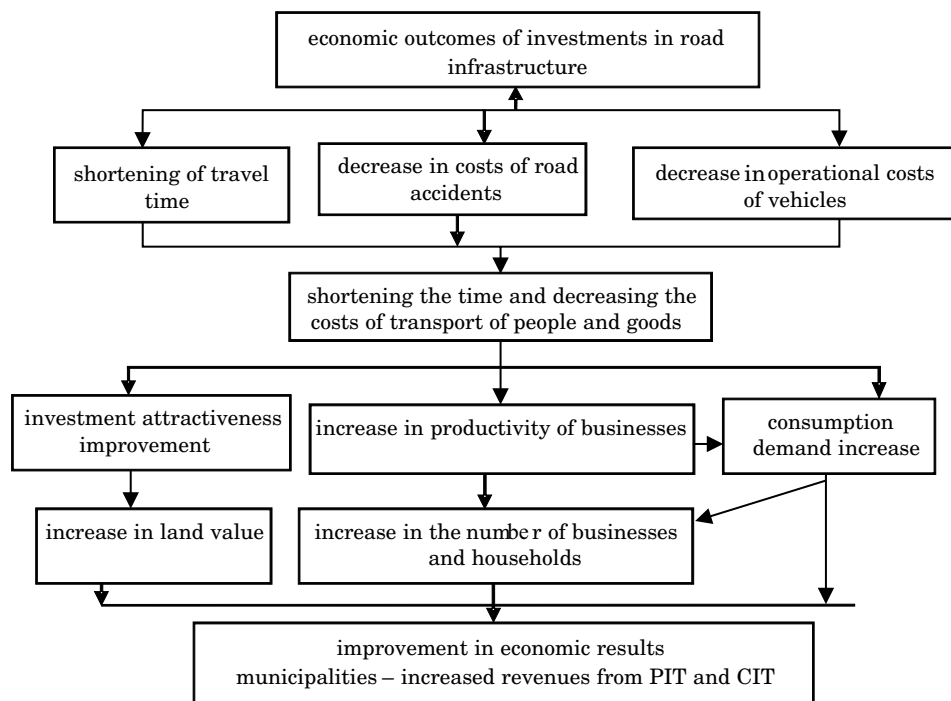 economic outcomes of investments in road
infrastructure
shortening of travel
time
decrease in costs of road
accidents
decrease in operational costs
of vehicles
shortening the time and decreasing the
costs of transport of people and goods
investment attractiveness
improvement
increase in productivity of businesses
consumption
demand increase
increase in land value
increase in the number of businesses
and households
improvement in economic results
municipalities – increased revenues from PIT and CIT